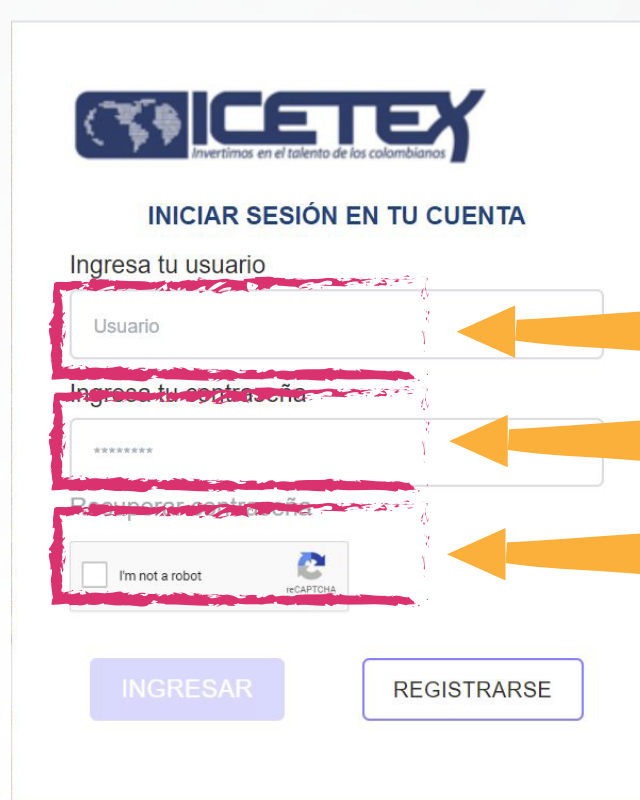 ICETEX
Invertimos en el talento de los colombianos
INICIAR SESIÓN EN TU CUENTA
Ingresa tu usuario
Usuario
Ingresa tu contraseña
********
Recuperar contraseña
I'm not a robot
reCAPTCHA
INGRESAR
REGISTRARSE